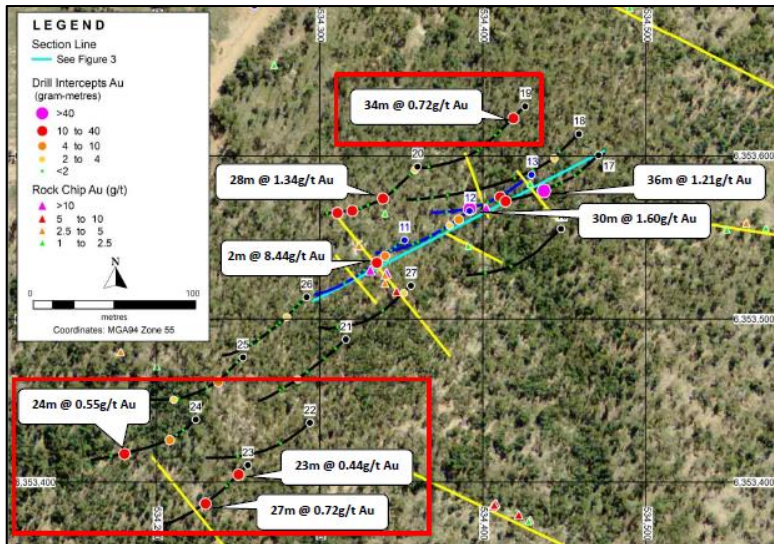 LEGEND
Section Line
See Figure 3
Drill Intercepts Au
(gram-metres)
>40
10 to 40
4 to 10
2 to 4
<2
Rock Chip Au (g/t)
>10
5 to 10
2.5 to 5
1 to 2.5
N
0
100
metres
Coordinates: MGA94 Zone 55
534,300
534,400
534,500
19
34m @ 0.72g/t Au
18
6,353,600
20
13
17
28m @ 1.34g/t Au
36m @ 1.21g/t Au
12
30m @ 1.60g/t Au
11
2m @ 8.44g/t Au
27
26
6,353,500
21
25
24m @ 0.55g/t Au
24
22
23
23m @ 0.44g/t Au
6,353,400
6,353,400
27m @ 0.72g/t Au
534,400
534,500